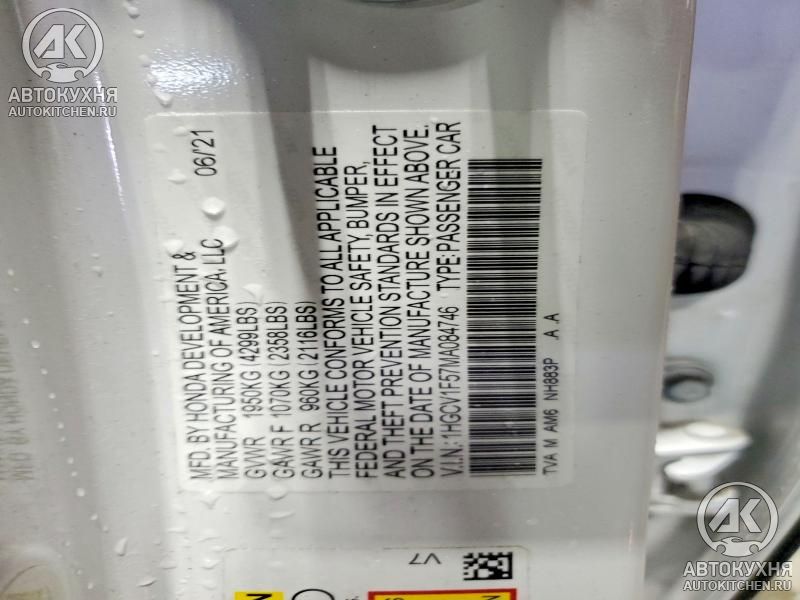 AK
АВТОКУХНЯ
AUTOKITCHEN.RU
MFD. BY HONDA DEVELOPMENT &
MANUFACTURING OF AMERICA, LLC 06/'21
GVWR 1950KG (4299LBS)
GAWR F 1070KG (2358LBS)
GAWR R 960KG (2116LBS)
THIS VEHICLE CONFORMS TO ALL APPLICABLE
FEDERAL MOTOR VEHICLE SAFETY, BUMPER,
AND THEFT PREVENTION STANDARDS IN EFFECT
ON THE DATE OF MANUFACTURE SHOWN ABOVE.
V.I.N.:1HGCV1F57MA084746 TYPE:PASSENGER CAR
TVA M AM6 NH883P .A .A
V7
AK
АВТОКУХНЯ
AUTOKITCHEN.RU